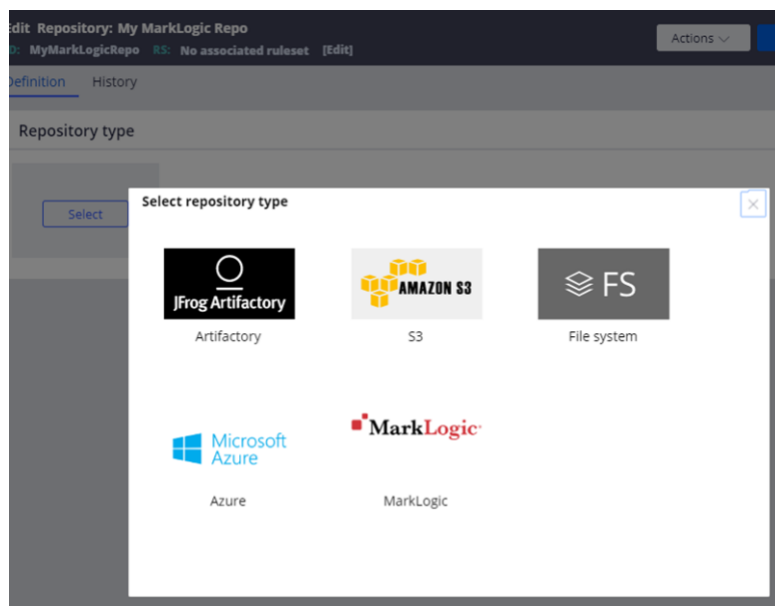 Edit Repository: My MarkLogic Repo
ID: MyMarkLogicRepo RS: No associated ruleset [Edit]
Actions
Definition History
Repository type
Select
Select repository type
JFrog Artifactory
AMAZON S3
FS
Artifactory
S3
File system
Microsoft
Azure
MarkLogic
Azure
MarkLogic